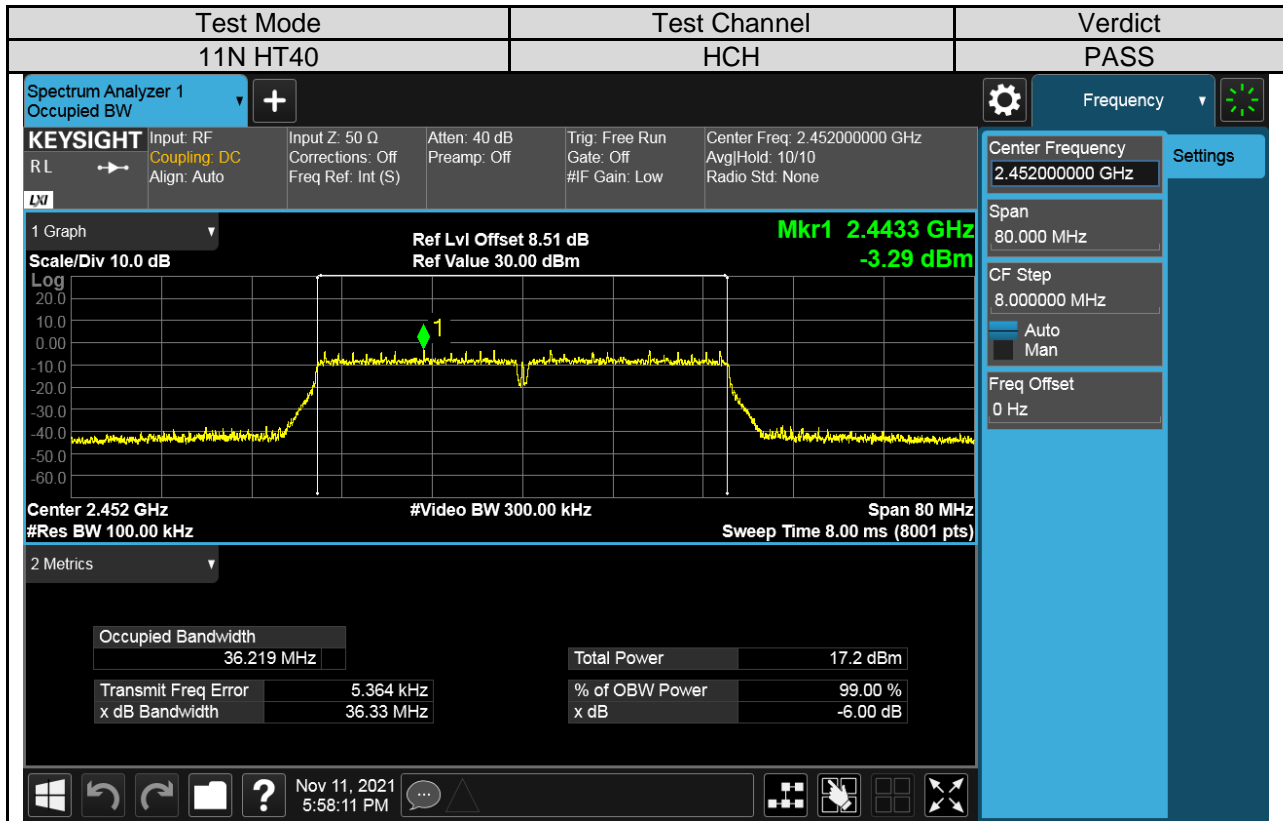 Test Mode Test Channel Verdict
11N HT40 HCH PASS
Spectrum Analyzer 1
Occupied BW
+
Frequency
KEYSIGHT Input: RF Input Z: 50 Ω Atten: 40 dB Trig: Free Run Center Freq: 2.452000000 GHz
RL Coupling: DC Corrections: Off Preamp: Off Gate: Off Avg|Hold: 10/10
Align: Auto Freq Ref: Int (S) #IF Gain: Low Radio Std: None
LXI
Center Frequency
2.452000000 GHz
Settings
Span
80.000 MHz
CF Step
8.000000 MHz
Auto
Man
Freq Offset
0 Hz
1 Graph Ref Lvl Offset 8.51 dB Mkr1 2.4433 GHz
Scale/Div 10.0 dB Ref Value 30.00 dBm -3.29 dBm
Log
20.0
10.0
1
0.00
-10.0
-20.0
-30.0
-40.0
-50.0
-60.0
Center 2.452 GHz #Video BW 300.00 kHz Span 80 MHz
#Res BW 100.00 kHz Sweep Time 8.00 ms (8001 pts)
2 Metrics
Occupied Bandwidth
36.219 MHz Total Power 17.2 dBm
Transmit Freq Error 5.364 kHz % of OBW Power 99.00 %
x dB Bandwidth 36.33 MHz x dB -6.00 dB
? Nov 11, 2021
5:58:11 PM